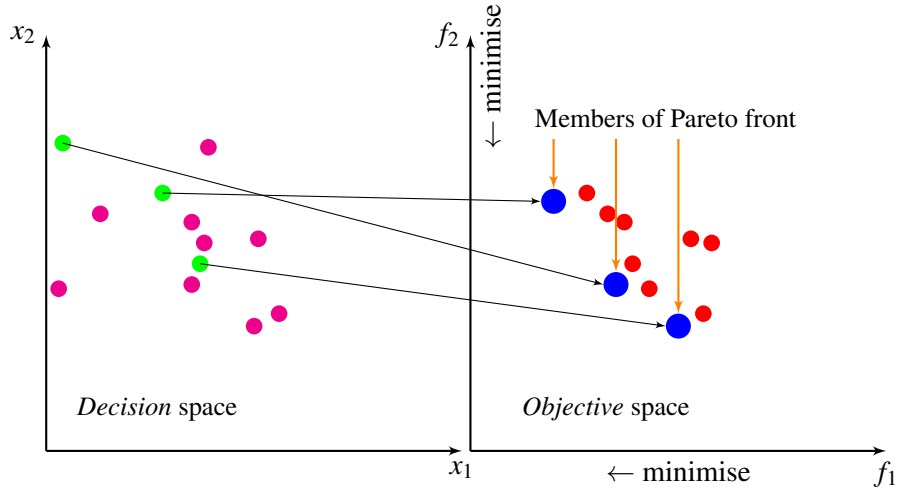 x₂
f₂
← minimise
Members of Pareto front
Decision space
Objective space
x₁
← minimise
f₁